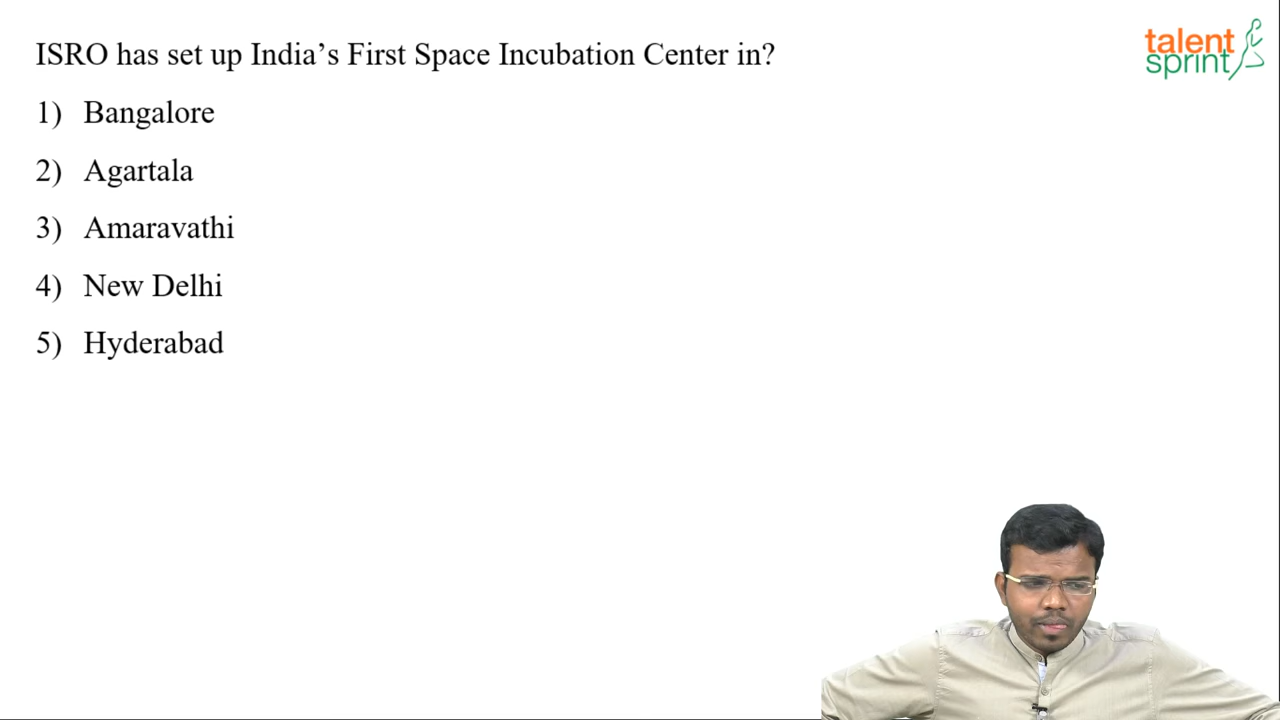 ISRO has set up India’s First Space Incubation Center in?
talent
sprint
1) Bangalore
2) Agartala
3) Amaravathi
4) New Delhi
5) Hyderabad